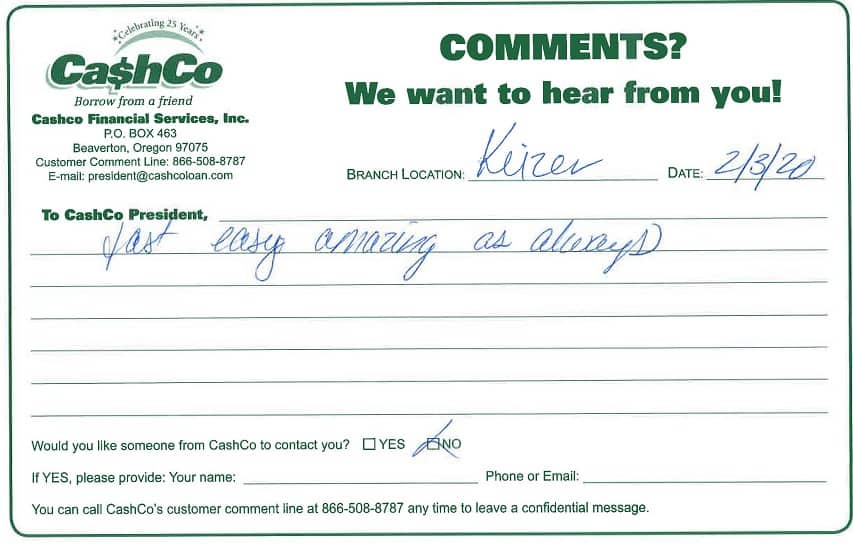 Celebrating 25 Years
Ca$hCo
Borrow from a friend
Cashco Financial Services, Inc.
P.O. BOX 463
Beaverton, Oregon 97075
Customer Comment Line: 866-508-8787
E-mail: president@cashcoloan.com
COMMENTS?
We want to hear from you!
BRANCH LOCATION: Keizer DATE: 2/3/20
To CashCo President,
fast easy amazing as always
Would you like someone from CashCo to contact you? YES NO
If YES, please provide: Your name: Phone or Email:
You can call CashCo's customer comment line at 866-508-8787 any time to leave a confidential message.